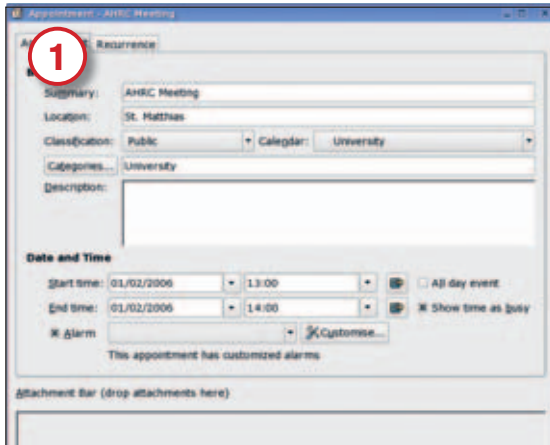 Appointment - AHRC Meeting
1
Recurrence
Summary: AHRC Meeting
Location: St. Matthias
Classification: Public Calendar: University
Categories... University
Description:
Date and Time
Start time: 01/02/2006 13:00 All day event
End time: 01/02/2006 14:00 Show time as busy
Alarm Customise...
This appointment has customized alarms
Attachment Bar (drop attachments here)